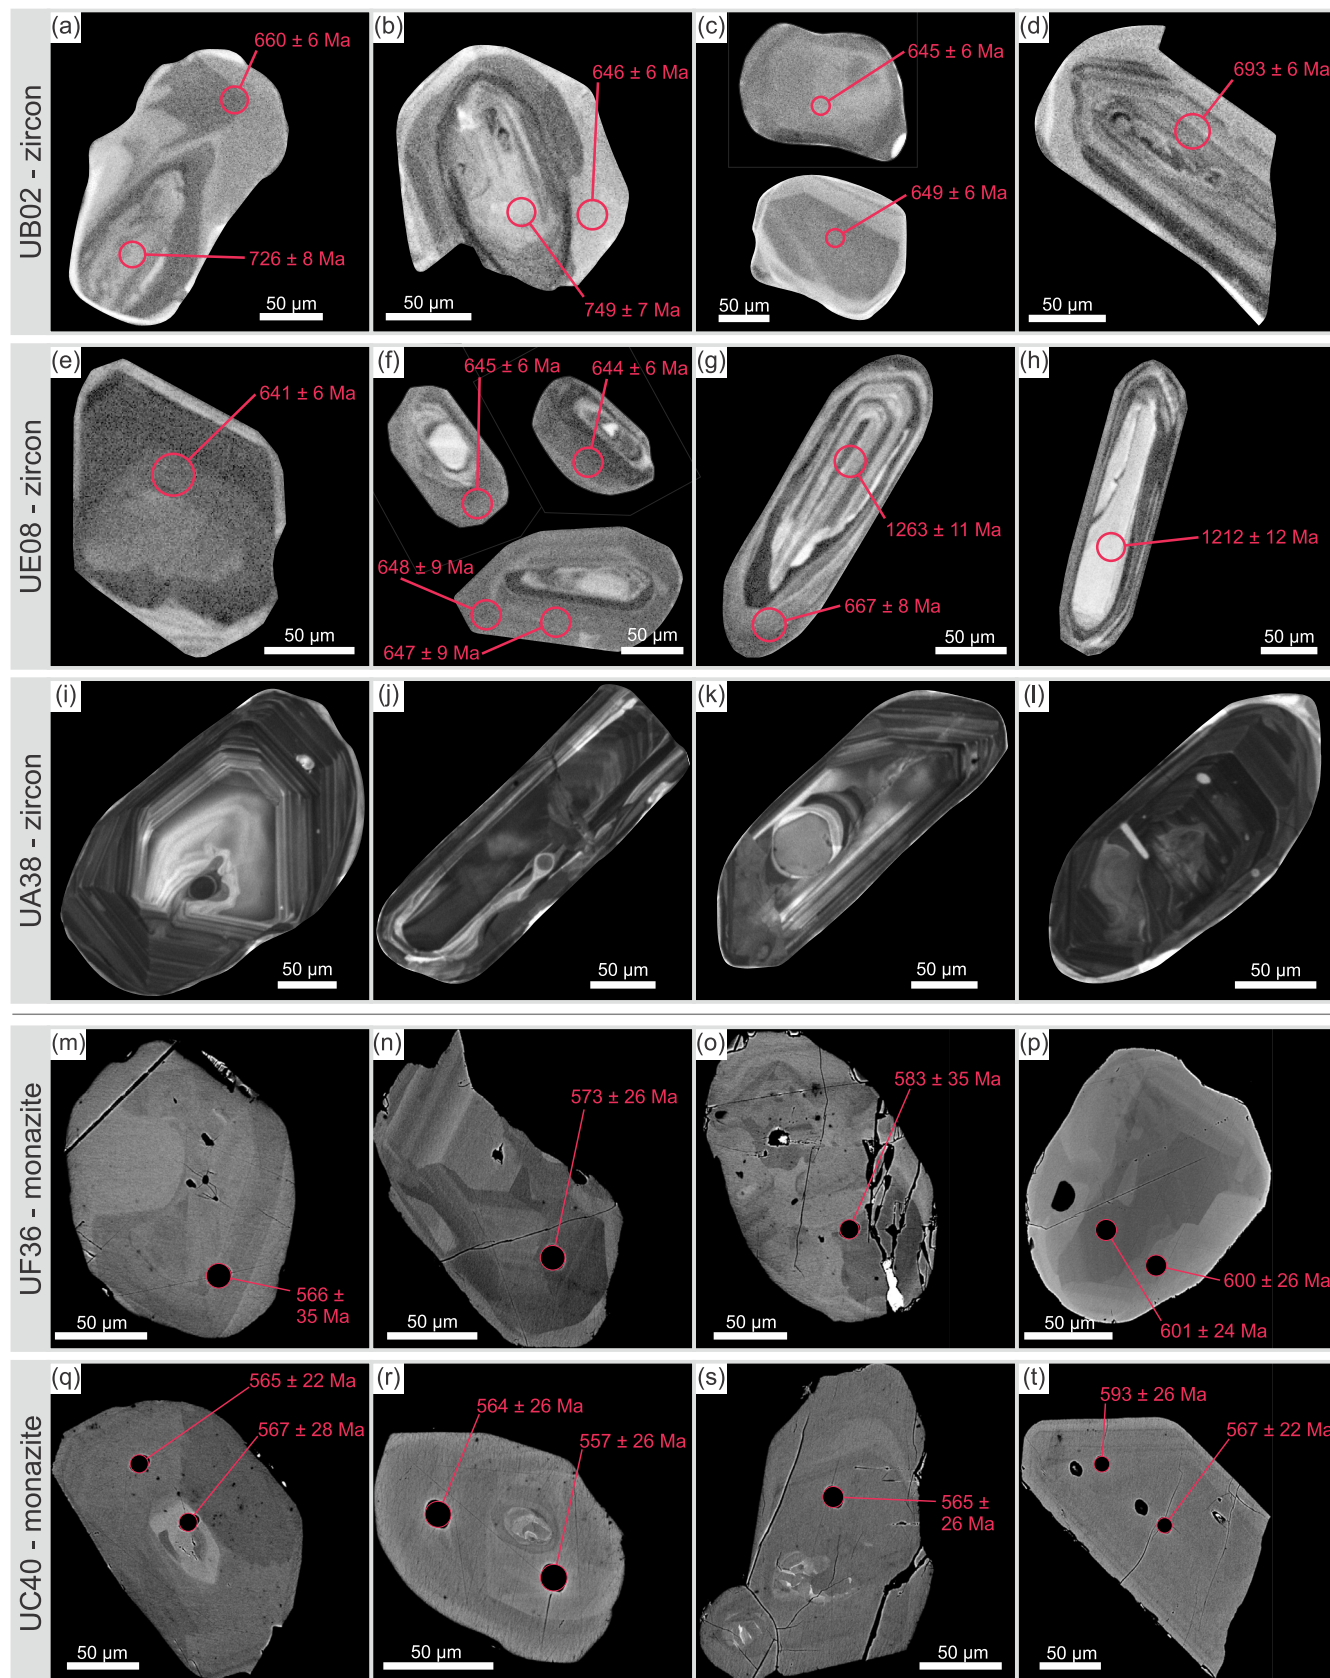 UB02 - zircon
(a)
660 ± 6 Ma
726 ± 8 Ma
50 µm
(b)
646 ± 6 Ma
749 ± 7 Ma
50 µm
(c)
645 ± 6 Ma
649 ± 6 Ma
50 µm
(d)
693 ± 6 Ma
50 µm
UE08 - zircon
(e)
641 ± 6 Ma
50 µm
(f)
645 ± 6 Ma
644 ± 6 Ma
648 ± 9 Ma
647 ± 9 Ma
50 µm
(g)
1263 ± 11 Ma
667 ± 8 Ma
50 µm
(h)
1212 ± 12 Ma
50 µm
UA38 - zircon
(i)
50 µm
(j)
50 µm
(k)
50 µm
(l)
50 µm
UF36 - monazite
(m)
566 ±
35 Ma
50 µm
(n)
573 ± 26 Ma
50 µm
(o)
583 ± 35 Ma
50 µm
(p)
600 ± 26 Ma
601 ± 24 Ma
50 µm
UC40 - monazite
(q)
565 ± 22 Ma
567 ± 28 Ma
50 µm
(r)
564 ± 26 Ma
557 ± 26 Ma
50 µm
(s)
565 ±
26 Ma
50 µm
(t)
593 ± 26 Ma
567 ± 22 Ma
50 µm